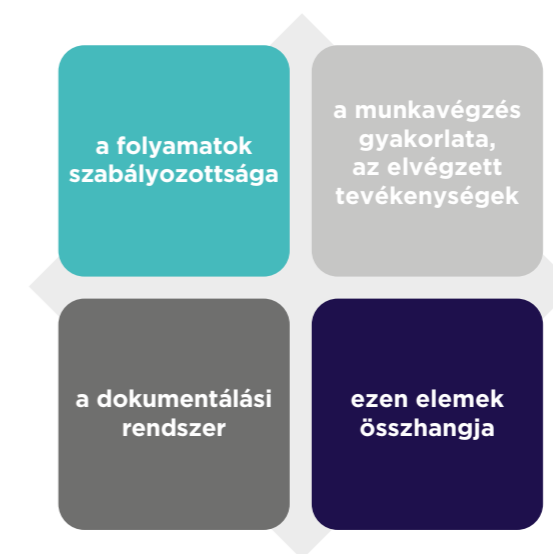 a folyamatok
szabályozottsága
a munkavégzés
gyakorlata,
az elvégzett
tevékenységek
a dokumentálási
rendszer
ezen elemek
összhangja